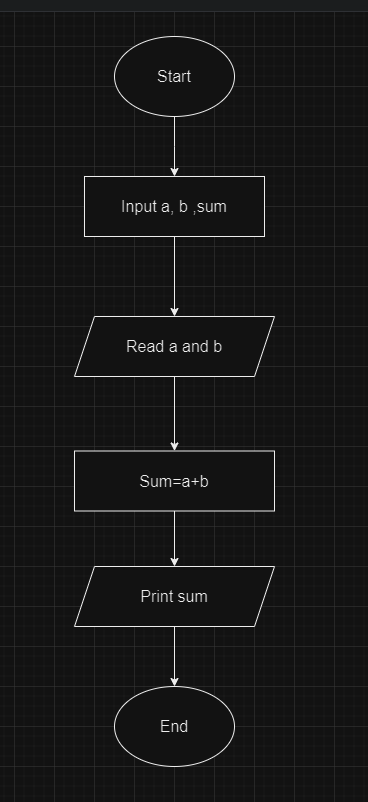 Start
Input a, b ,sum
Read a and b
Sum=a+b
Print sum
End